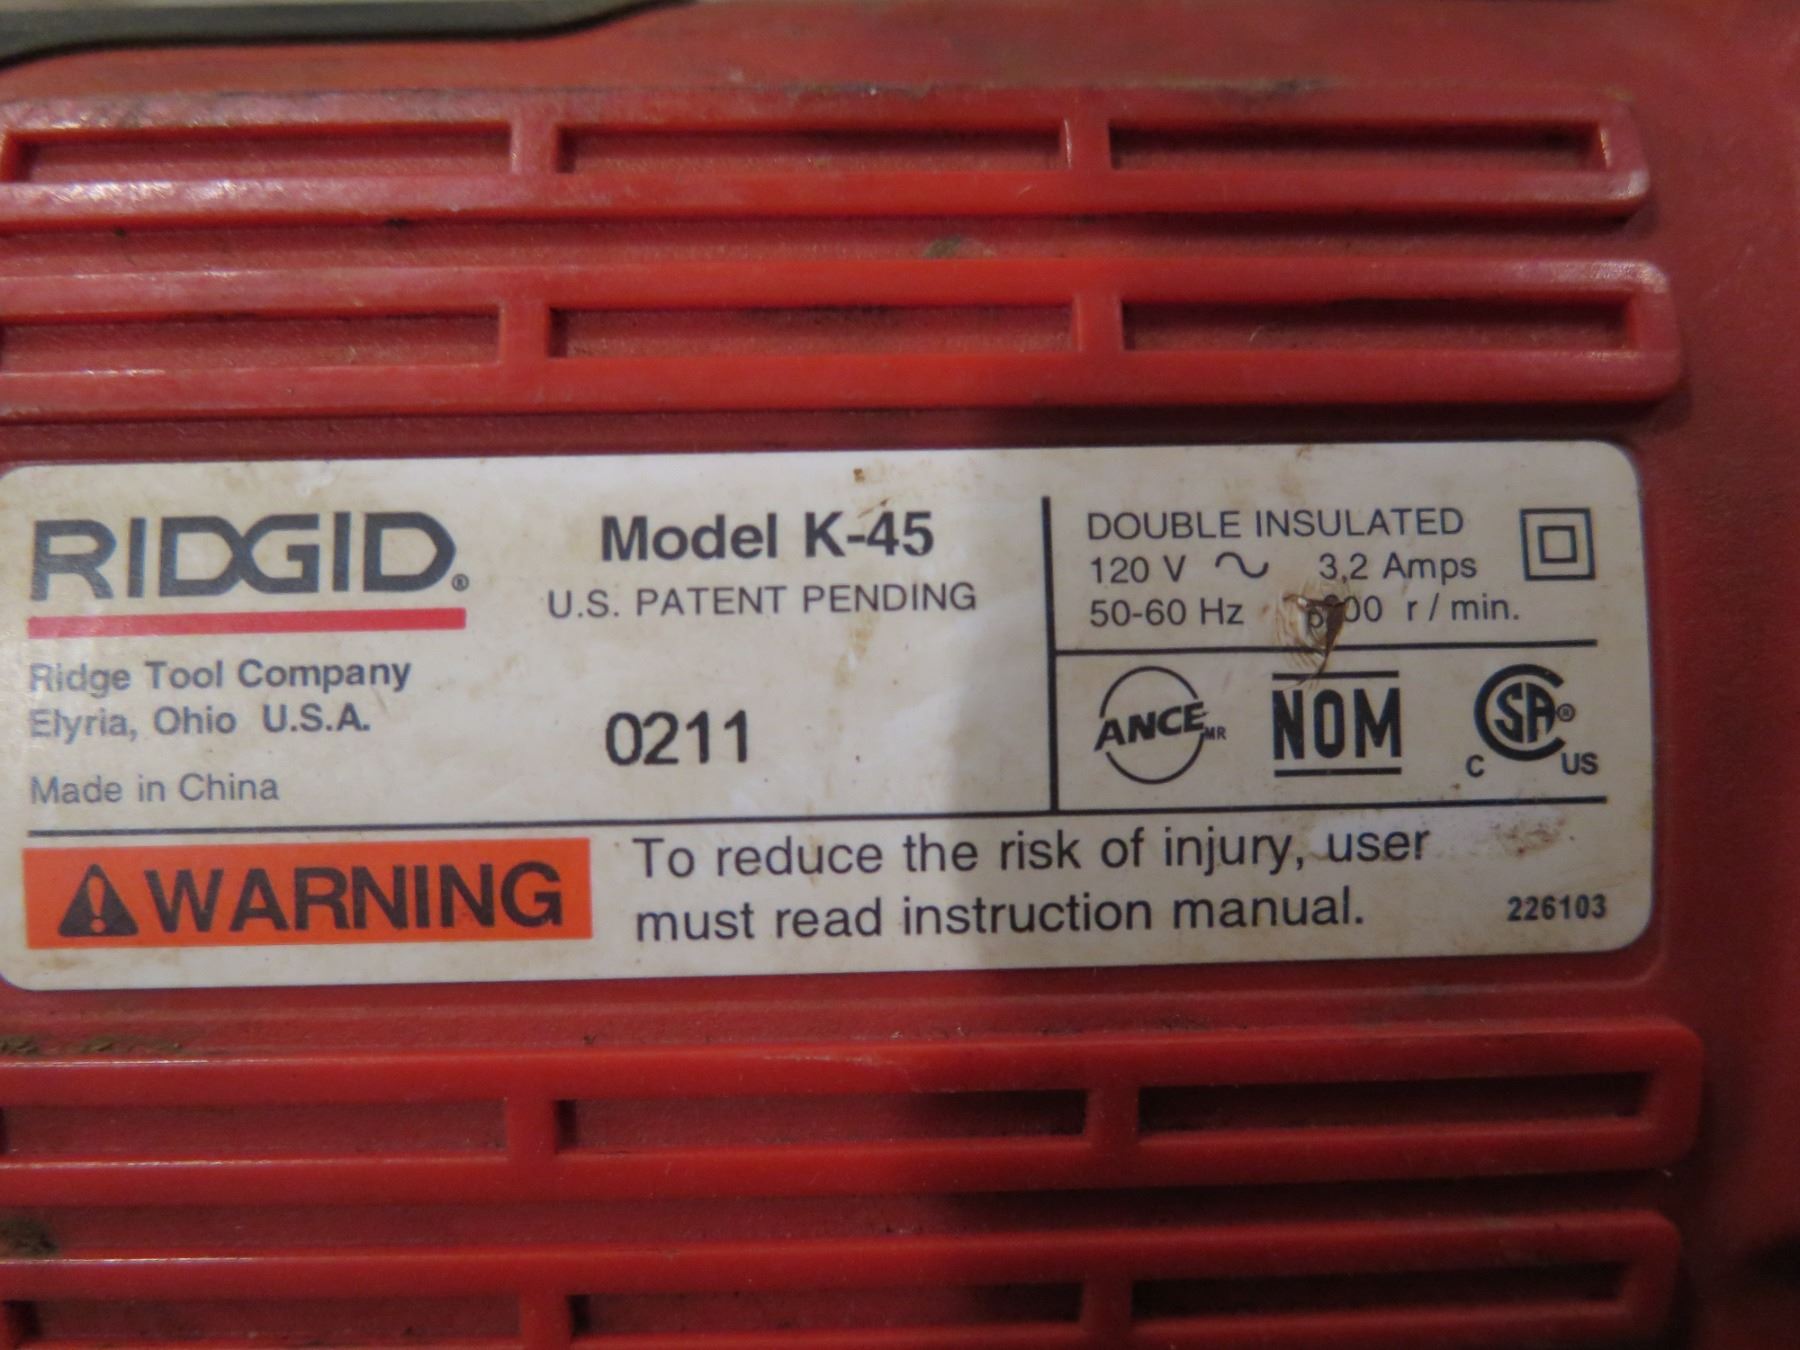 RIDGID®
Model K-45
U.S. PATENT PENDING
Ridge Tool Company
Elyria, Ohio U.S.A.
Made in China
0211
DOUBLE INSULATED
120 V ~ 3,2 Amps
50-60 Hz r / min.
ANCE MR
NOM
C SA® US
WARNING
To reduce the risk of injury, user
must read instruction manual.
226103